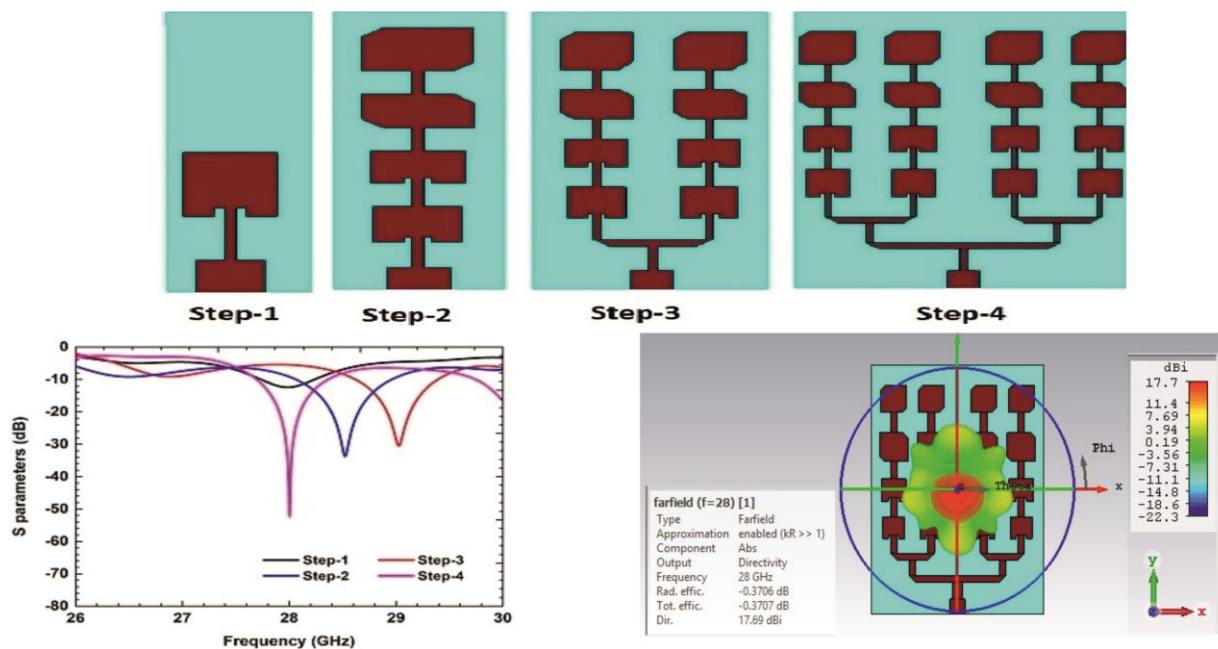 Step-1
Step-2
Step-3
Step-4
0
-10
-20
-30
-40
-50
-60
-70
-80
S parameters (dB)
Step-1
Step-3
Step-2
Step-4
26
27
28
29
30
Frequency (GHz)
dBi
17.7
11.4
7.69
3.94
0.19
-3.56
-7.31
-11.1
-14.8
-18.6
-22.3
Phi
x
farfield (f=28) [1]
Type Farfield
Approximation enabled (kR >> 1)
Component Abs
Output Directivity
Frequency 28 GHz
Rad. effic. -0.3706 dB
Tot. effic. -0.3707 dB
Dir. 17.69 dBi
y
x